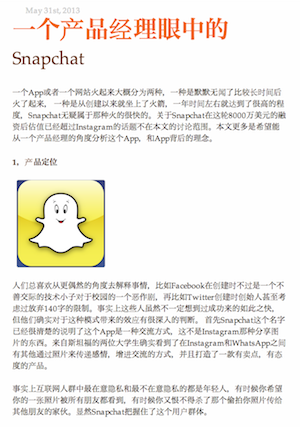 May 31st, 2013
一个产品经理眼中的
Snapchat
一个App或者一个网站火起来大概分为两种，一种是默默无闻了比较长时间后
火了起来，一种是从创建以来就坐上了火箭，一年时间左右就达到了很高的程
度，Snapchat无疑属于那种火的很快的。关于Snapchat在这轮8000万美元的融
资后估值已经超过Instagram的话题不在本文的讨论范围。本文更多是希望能
从一个产品经理的角度分析这个App，和App背后的理念。
1，产品定位
人们总喜欢从更偶然的角度去解释事情，比如Facebook在创建时不过是一个不
善交际的技术小子对于校园的一个恶作剧，再比如Twitter创建时创始人甚至考
虑过放弃140字的限制。事实上这些人虽然不一定想到过成功来的如此之快，
但他们确实对于这种模式带来的效应有很深入的判断。首先Snapchat这个名字
已经很清楚的说明了这个App是一种交流方式，这不是Instagram那种分享图
片的东西。来自斯坦福的两位大学生确实看到了在Instagram和WhatsApp之间
有其他通过图片来传递感情，增进交流的方式，并且打造了一款有卖点，有态
度的产品。
事实上互联网人群中最在意隐私和最不在意隐私的都是年轻人，有时候你希望
你的一张照片被所有朋友都看到，有时候你又恨不得杀了那个偷拍你照片传给
其他朋友的家伙。显然Snapchat把握住了这个用户群体。